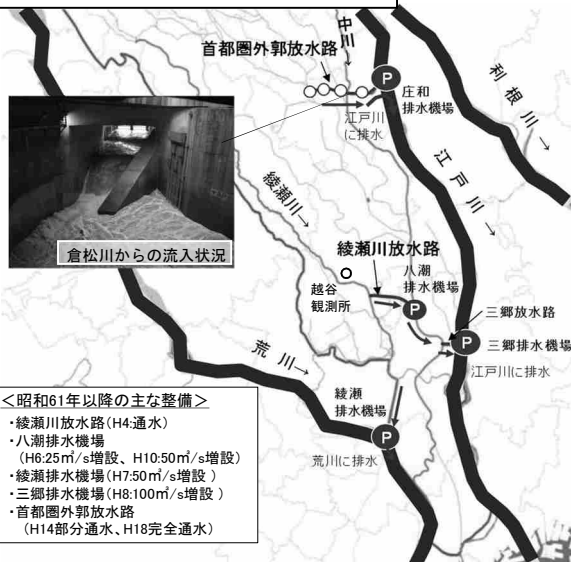 中川→
首都圏外郭放水路
P
庄和
排水機場
江戸川
に排水
利根川→
江戸川→
倉松川からの流入状況
綾瀬川→
綾瀬川放水路
越谷
観測所
八潮
排水機場
P
三郷放水路
P
三郷排水機場
江戸川に排水
荒川→
綾瀬
排水機場
P
荒川に排水
<昭和61年以降の主な整備>
・綾瀬川放水路(H4:通水)
・八潮排水機場
(H6:25㎥/s増設、H10:50㎥/s増設)
・綾瀬排水機場(H7:50㎥/s増設)
・三郷排水機場(H8:100㎥/s増設)
・首都圏外郭放水路
(H14部分通水、H18完全通水)